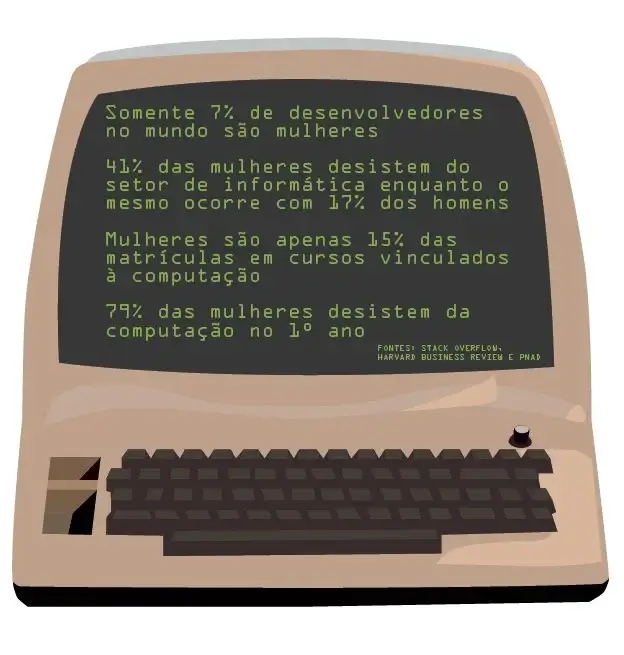 Somente 7% de desenvolvedores
no mundo são mulheres
41% das mulheres desistem do
setor de informática enquanto o
mesmo ocorre com 17% dos homens
Mulheres são apenas 15% das
matrículas em cursos vinculados
à computação
79% das mulheres desistem da
computação no 1º ano
FONTES: STACK OVERFLOW,
HARVARD BUSINESS REVIEW E PNAD